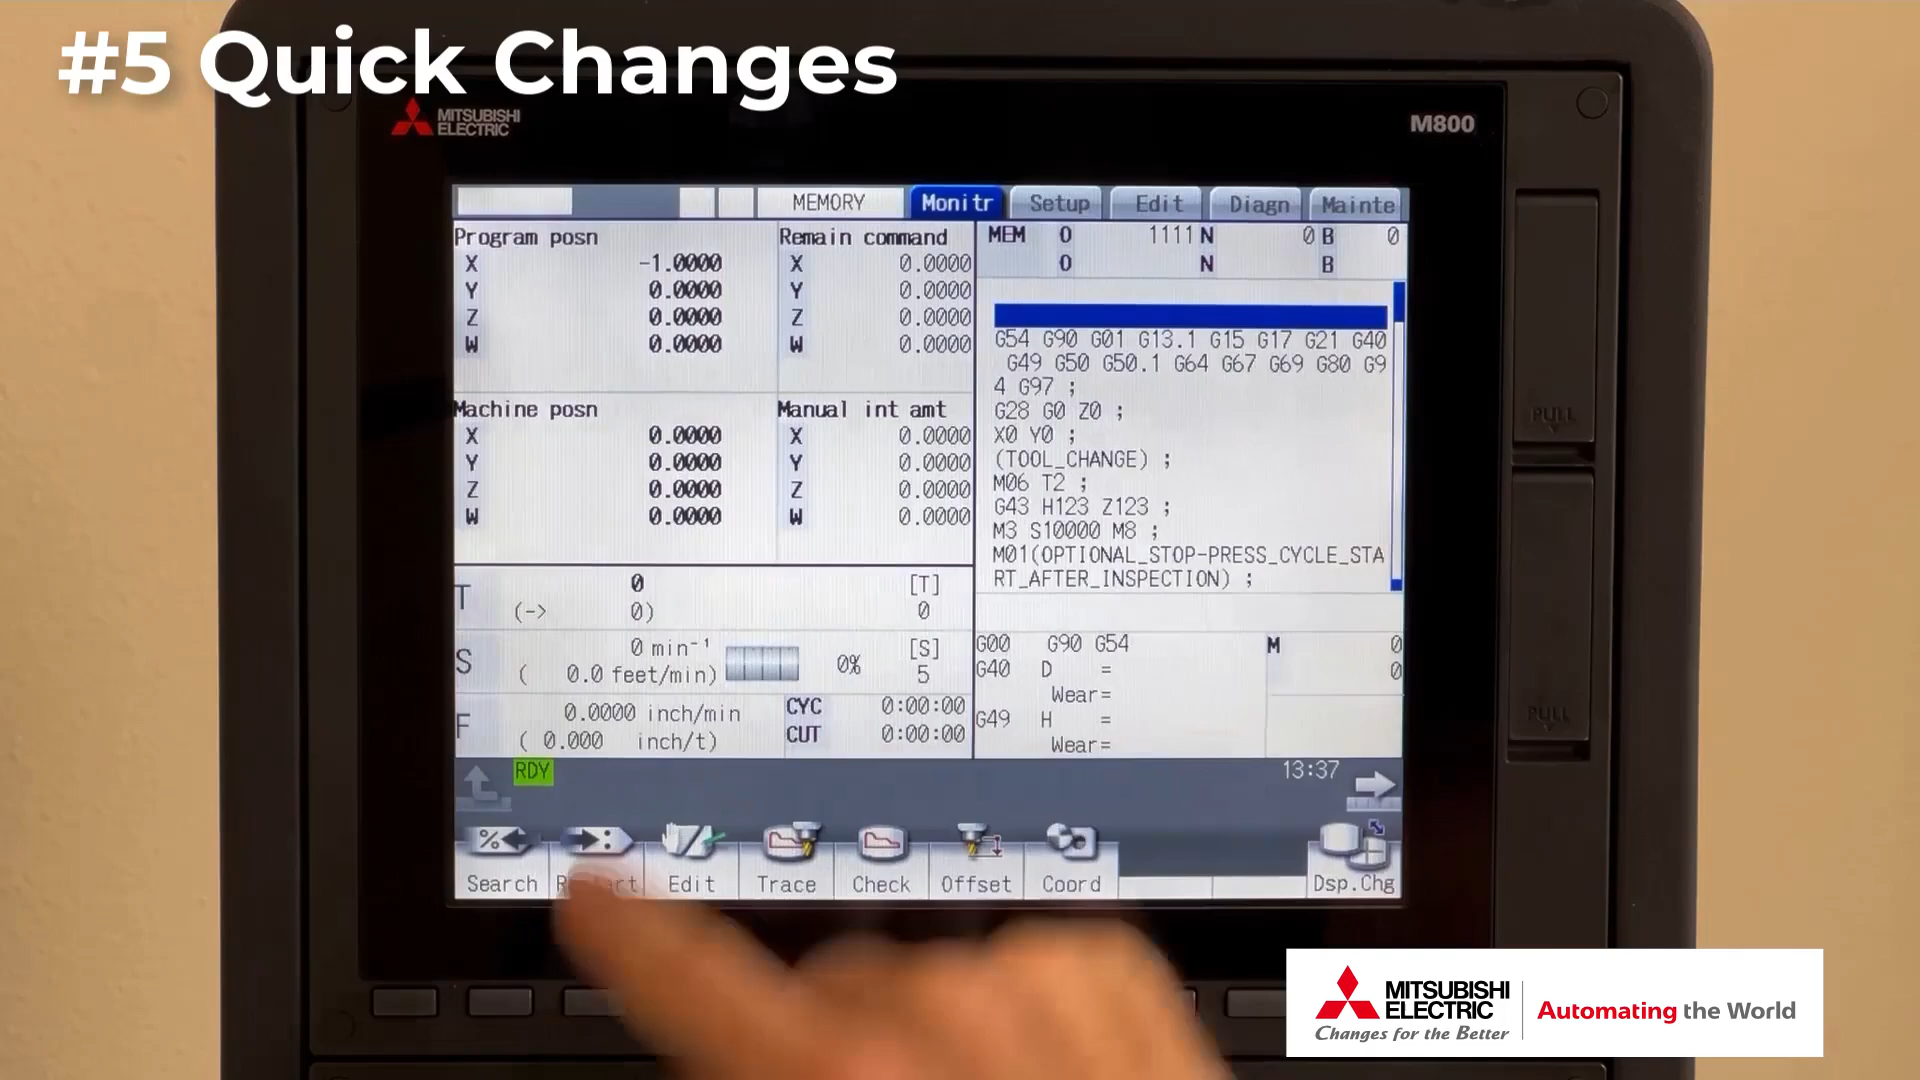 #5 Quick Changes
MITSUBISHI
ELECTRIC
M800
MEMORY Monitr Setup Edit Diagn Mainte
Program posn Remain command
X -1.0000 X 0.0000
Y 0.0000 Y 0.0000
Z 0.0000 Z 0.0000
W 0.0000 W 0.0000
Machine posn Manual int amt
X 0.0000 X 0.0000
Y 0.0000 Y 0.0000
Z 0.0000 Z 0.0000
W 0.0000 W 0.0000
T 0 [T]
(-> 0) 0
S 0 min⁻¹ 0% [S]
( 0.0 feet/min) 5
F 0.0000 inch/min CYC 0:00:00
( 0.000 inch/t) CUT 0:00:00
MEM O 1111 N 0 B 0
O N B
G54 G90 G01 G13.1 G15 G17 G21 G40
G49 G50 G50.1 G64 G67 G69 G80 G9
4 G97 ;
G28 G0 Z0 ;
X0 Y0 ;
(TOOL_CHANGE) ;
M06 T2 ;
G43 H123 Z123 ;
M3 S10000 M8 ;
M01(OPTIONAL_STOP-PRESS_CYCLE_STA
RT_AFTER_INSPECTION) ;
G00 G90 G54 M 0
G40 D = 0
Wear=
G49 H =
Wear=
RDY 13:37
Search Restart Edit Trace Check Offset Coord Dsp.Chg
PULL
PULL
MITSUBISHI
ELECTRIC
Changes for the Better
Automating the World